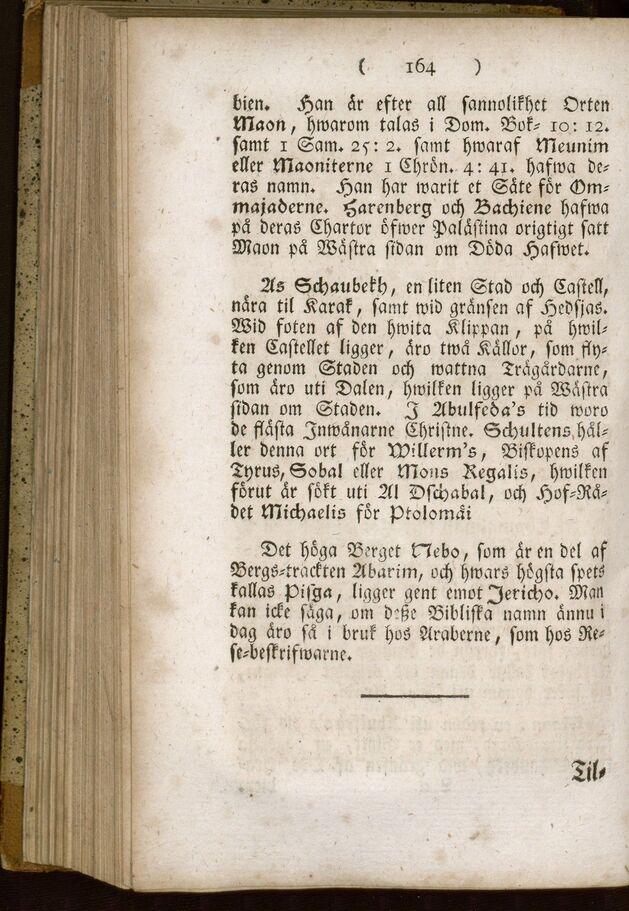 ( 164 )
bien. Han är efter all sannolikhet Orten
Maon, hwarom talas i Dom. Bok- 10: 12.
samt 1 Sam. 25: 2. samt hwaraf Meunim
eller Maoniterne 1 Chrön. 4: 41. hafwa de-
ras namn. Han har warit et Säte för Om-
majaderne. Harenberg och Bachiene hafwa
på deras Chartor öfwer Palästina origtigt satt
Maon på Wästra sidan om Döda Hafwet.
As Schaubekh, en liten Stad och Castell,
nära til Karak, samt wid gränsen af Hedsjas.
Wid foten af den hwita Klippan, på hwil-
ken Castellet ligger, äro twå Källor, som fly-
ta genom Staden och wattna Trägårdarne,
som äro uti Dalen, hwilken ligger på Wästra
sidan om Staden. I Abulfeda's tid woro
de flästa Inwånarne Christne. Schultens häl-
ler denna ort för Willerm's, Biskopens af
Tyrus, Sobal eller Mons Regalis, hwilken
förut är sökt uti Al Dschabal, och Hof-Rå-
det Michaelis för Ptolomäi
Det höga Berget Nebo, som är en del af
Bergs-trackten Abarim, och hwars högsta spets
kallas Pisga, ligger gent emot Jericho. Man
kan icke säga, om deße Bibliska namn ännu i
dag äro så i bruk hos Araberne, som hos Re-
se-beskrifwarne.
Til-